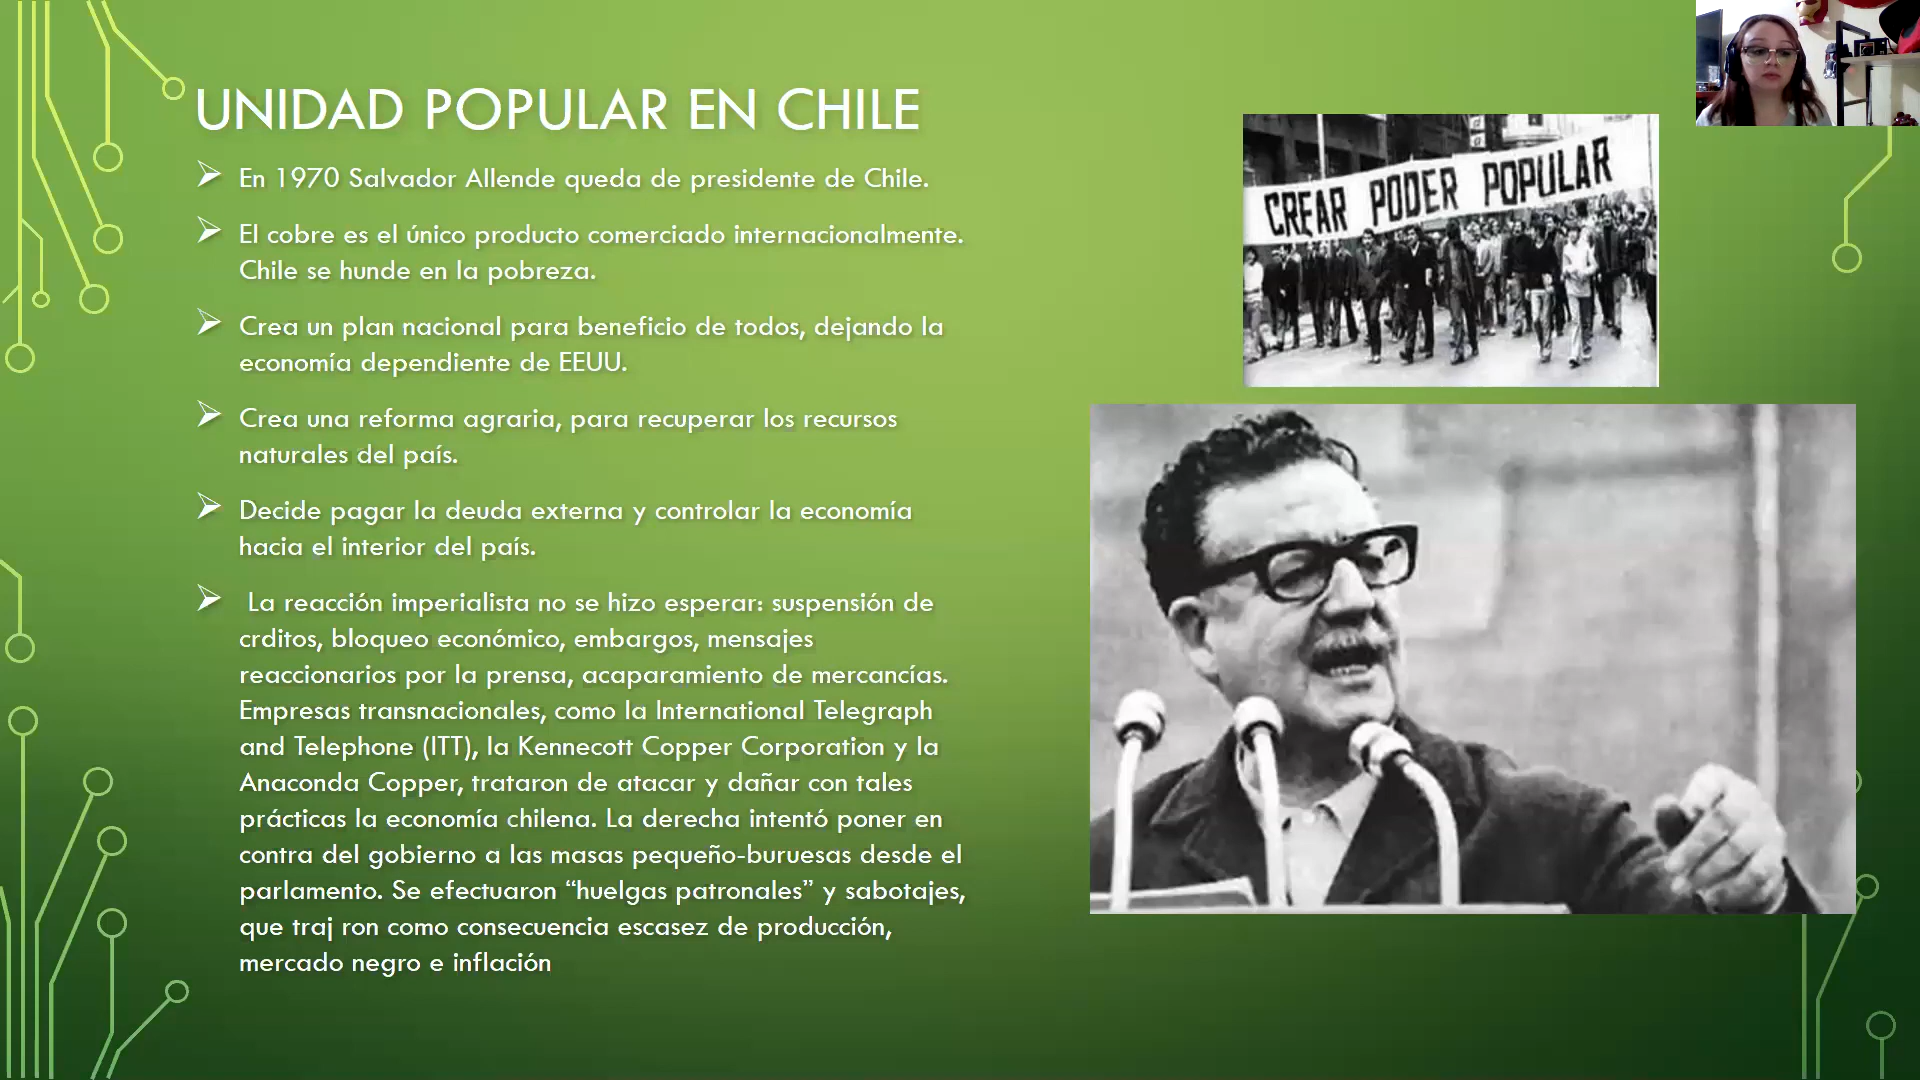 UNIDAD POPULAR EN CHILE
En 1970 Salvador Allende queda de presidente de Chile.
El cobre es el único producto comerciado internacionalmente.
Chile se hunde en la pobreza.
Crea un plan nacional para beneficio de todos, dejando la
economía dependiente de EEUU.
Crea una reforma agraria, para recuperar los recursos
naturales del país.
Decide pagar la deuda externa y controlar la economía
hacia el interior del país.
La reacción imperialista no se hizo esperar: suspensión de
crditos, bloqueo económico, embargos, mensajes
reaccionarios por la prensa, acaparamiento de mercancías.
Empresas transnacionales, como la International Telegraph
and Telephone (ITT), la Kennecott Copper Corporation y la
Anaconda Copper, trataron de atacar y dañar con tales
prácticas la economía chilena. La derecha intentó poner en
contra del gobierno a las masas pequeño-buruesas desde el
parlamento. Se efectuaron “huelgas patronales” y sabotajes,
que traj ron como consecuencia escasez de producción,
mercado negro e inflación
CREAR PODER POPULAR